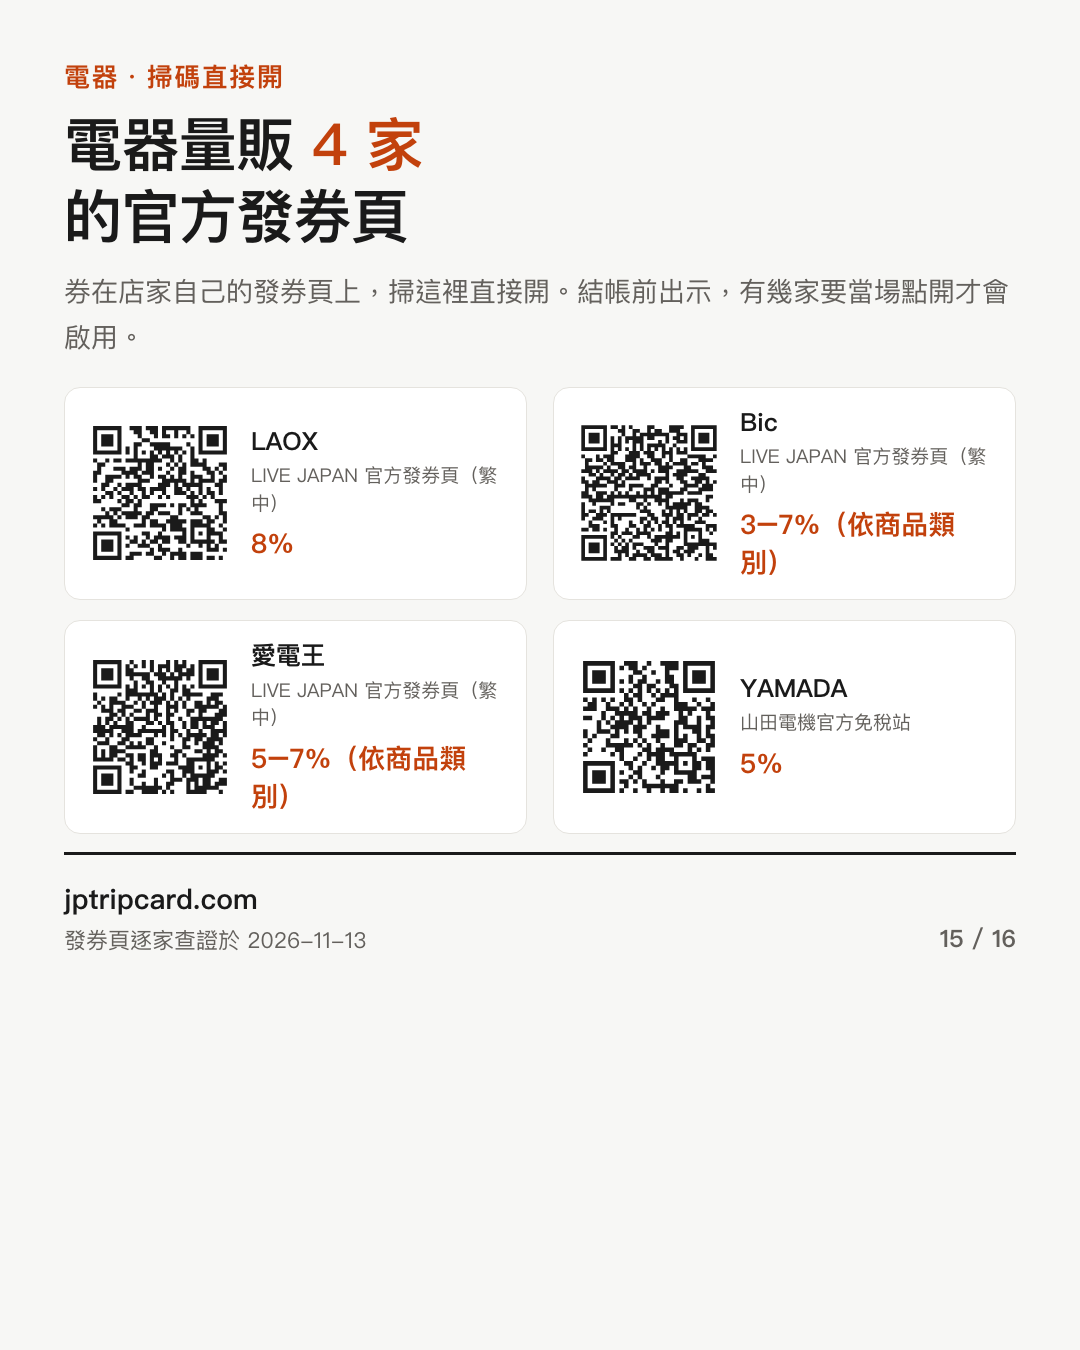 電器 · 掃碼直接開
電器量販 4 家
的官方發券頁
券在店家自己的發券頁上，掃這裡直接開。結帳前出示，有幾家要當場點開才會
啟用。
LAOX
LIVE JAPAN 官方發券頁（繁
中）
8%
Bic
LIVE JAPAN 官方發券頁（繁
中）
3–7%（依商品類
別）
愛電王
LIVE JAPAN 官方發券頁（繁
中）
5–7%（依商品類
別）
YAMADA
山田電機官方免稅站
5%
jptripcard.com
發券頁逐家查證於 2026-11-13
15 / 16